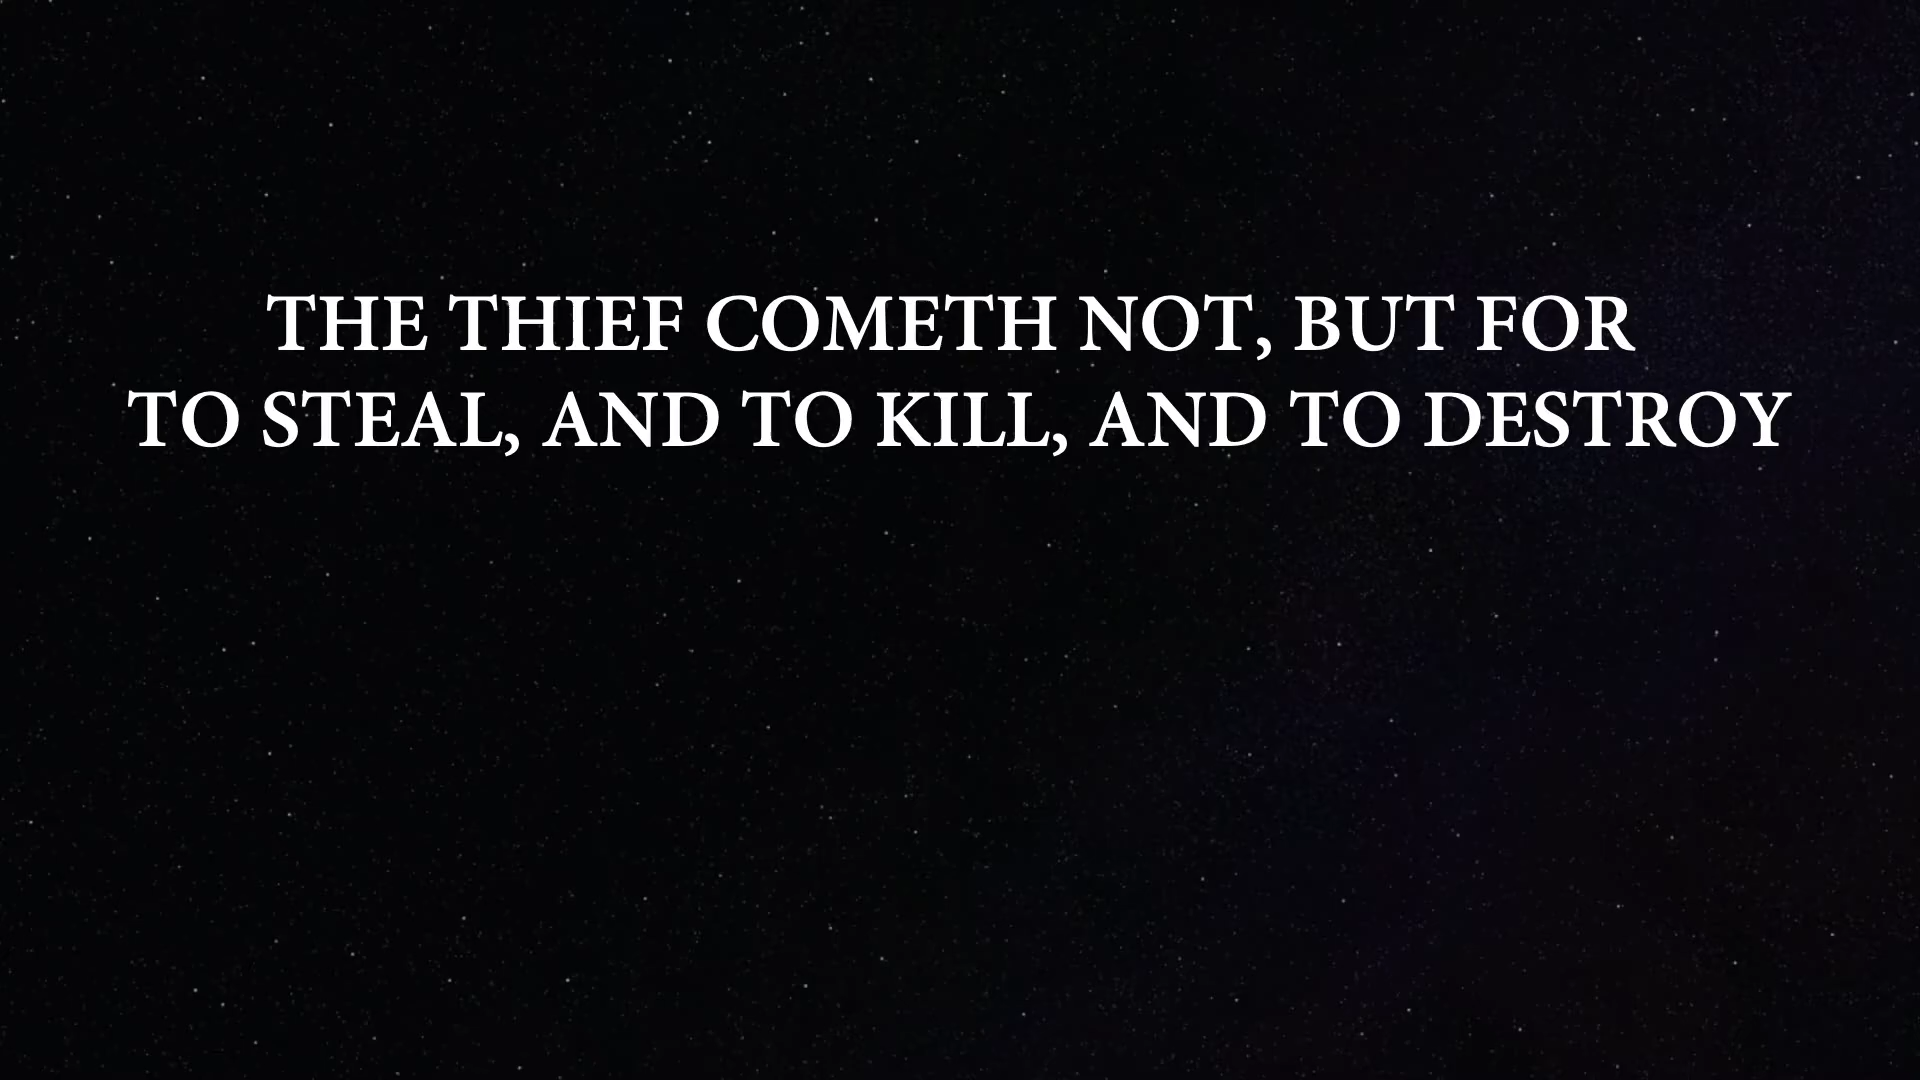 THE THIEF COMETH NOT, BUT FOR
TO STEAL, AND TO KILL, AND TO DESTROY